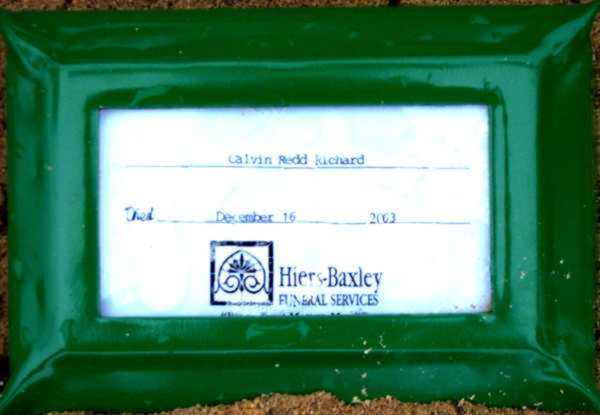 Calvin Redd Richard
Died December 16 2003
Hiers-Baxley
FUNERAL SERVICES